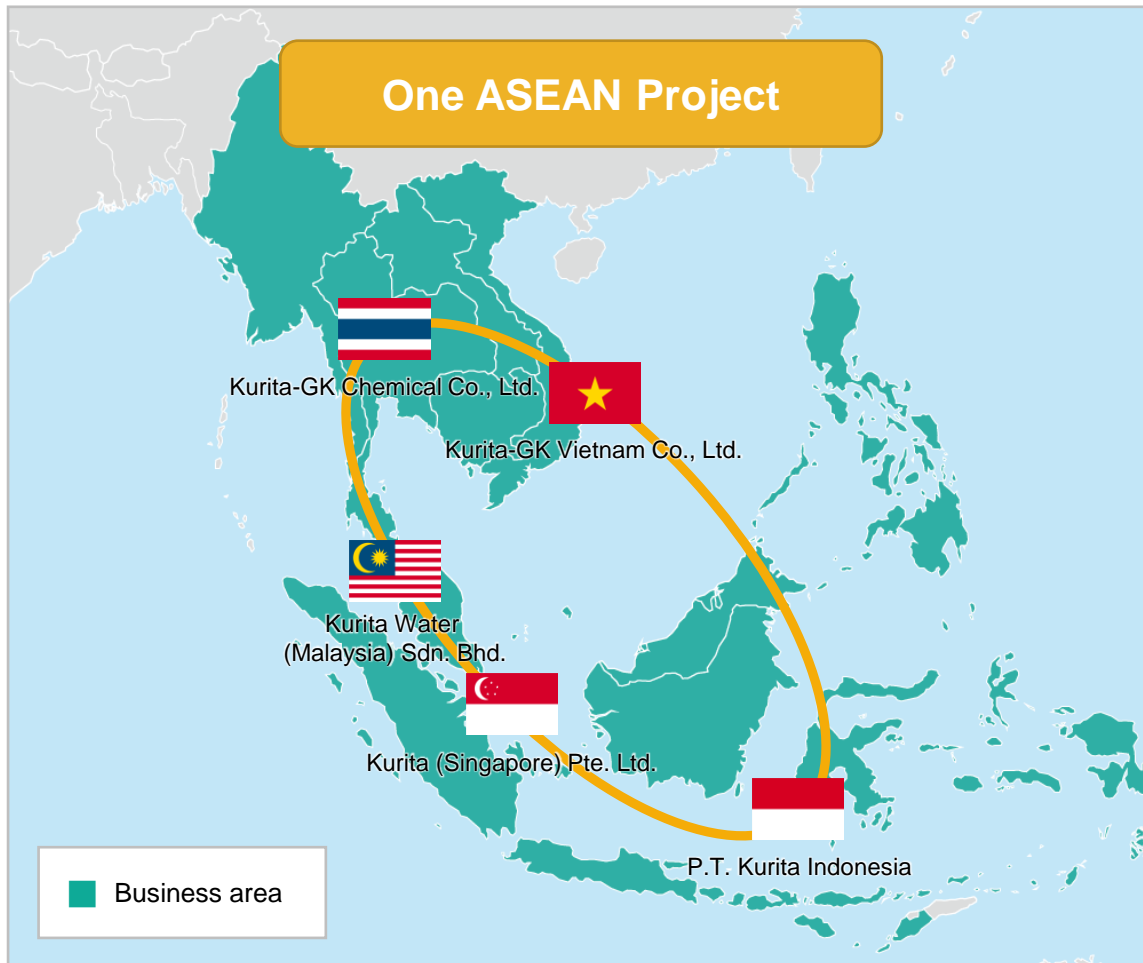 One ASEAN Project
Kurita-GK Chemical Co., Ltd.
Kurita-GK Vietnam Co., Ltd.
Kurita Water
(Malaysia) Sdn. Bhd.
Kurita (Singapore) Pte. Ltd.
P.T. Kurita Indonesia
Business area